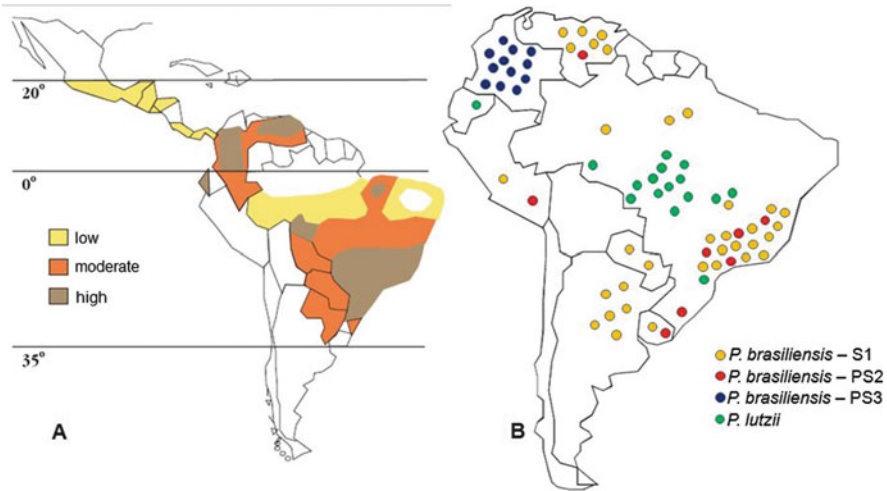 20°
0°
low
moderate
high
35°
A
B
P. brasiliensis – S1
P. brasiliensis – PS2
P. brasiliensis – PS3
P. lutzii